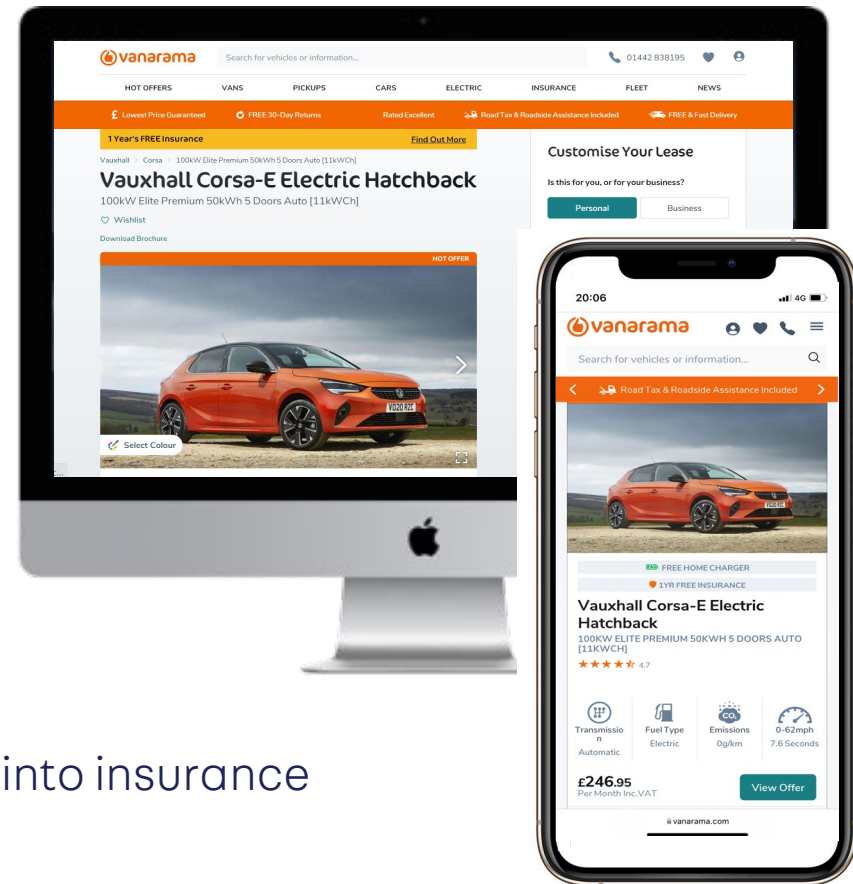 vanarama
Search for vehicles or information...
01442 838195
HOT OFFERS VANS PICKUPS CARS ELECTRIC INSURANCE FLEET NEWS
£ Lowest Price Guaranteed FREE 30-Day Returns Rated Excellent Road Tax & Roadside Assistance Included FREE & Fast Delivery
1 Year's FREE Insurance Find Out More
Vauxhall > Corsa > 100kW Elite Premium 50kWh 5 Doors Auto [11kWCh]
Vauxhall Corsa-E Electric Hatchback
100kW Elite Premium 50kWh 5 Doors Auto [11kWCh]
Wishlist
Download Brochure
HOT OFFER
VO20 RZC
Select Colour
Customise Your Lease
Is this for you, or for your business?
Personal Business
20:06 4G
vanarama
Search for vehicles or information...
Road Tax & Roadside Assistance Included
VO20 RZC
FREE HOME CHARGER
1YR FREE INSURANCE
Vauxhall Corsa-E Electric
Hatchback
100KW ELITE PREMIUM 50KWH 5 DOORS AUTO
[11KWCH]
4.7
CO₂
Transmissio
n
Automatic
Fuel Type
Electric
Emissions
0g/km
0-62mph
7.6 Seconds
£246.95
Per Month Inc.VAT
View Offer
vanarama.com
into insurance